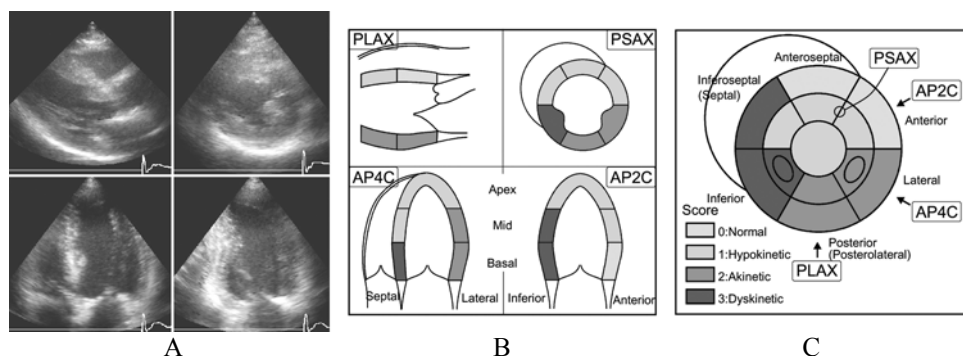 PLAX
PSAX
AP4C
AP2C
Apex
Mid
Basal
Septal
Lateral
Inferior
Anterior
Anteroseptal
PSAX
Inferoseptal
(Septal)
AP2C
Anterior
Lateral
Inferior
AP4C
Score
0:Normal
1:Hypokinetic
2:Akinetic
3:Dyskinetic
Posterior
(Posterolateral)
PLAX
A
B
C